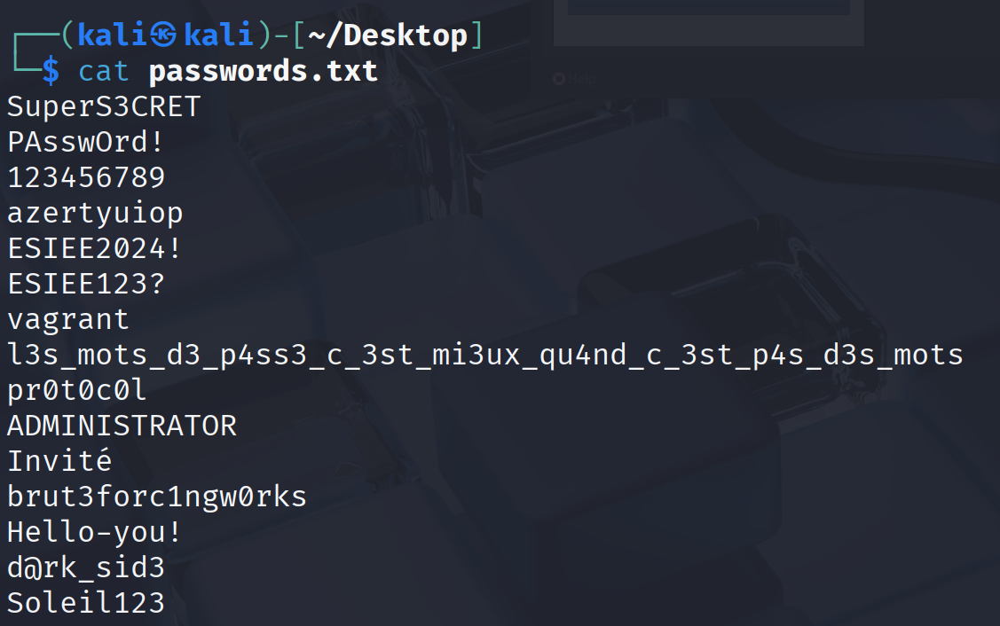 ┌──(kali㉿kali)-[~/Desktop]
└─$ cat passwords.txt
SuperS3CRET
PAsswOrd!
123456789
azertyuiop
ESIEE2024!
ESIEE123?
vagrant
l3s_mots_d3_p4ss3_c_3st_mi3ux_qu4nd_c_3st_p4s_d3s_mots
pr0t0c0l
ADMINISTRATOR
Invité
brut3forc1ngw0rks
Hello-you!
d@rk_sid3
Soleil123
Help